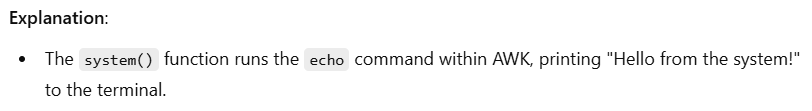 Explanation:
• The system() function runs the echo command within AWK, printing "Hello from the system!"
to the terminal.